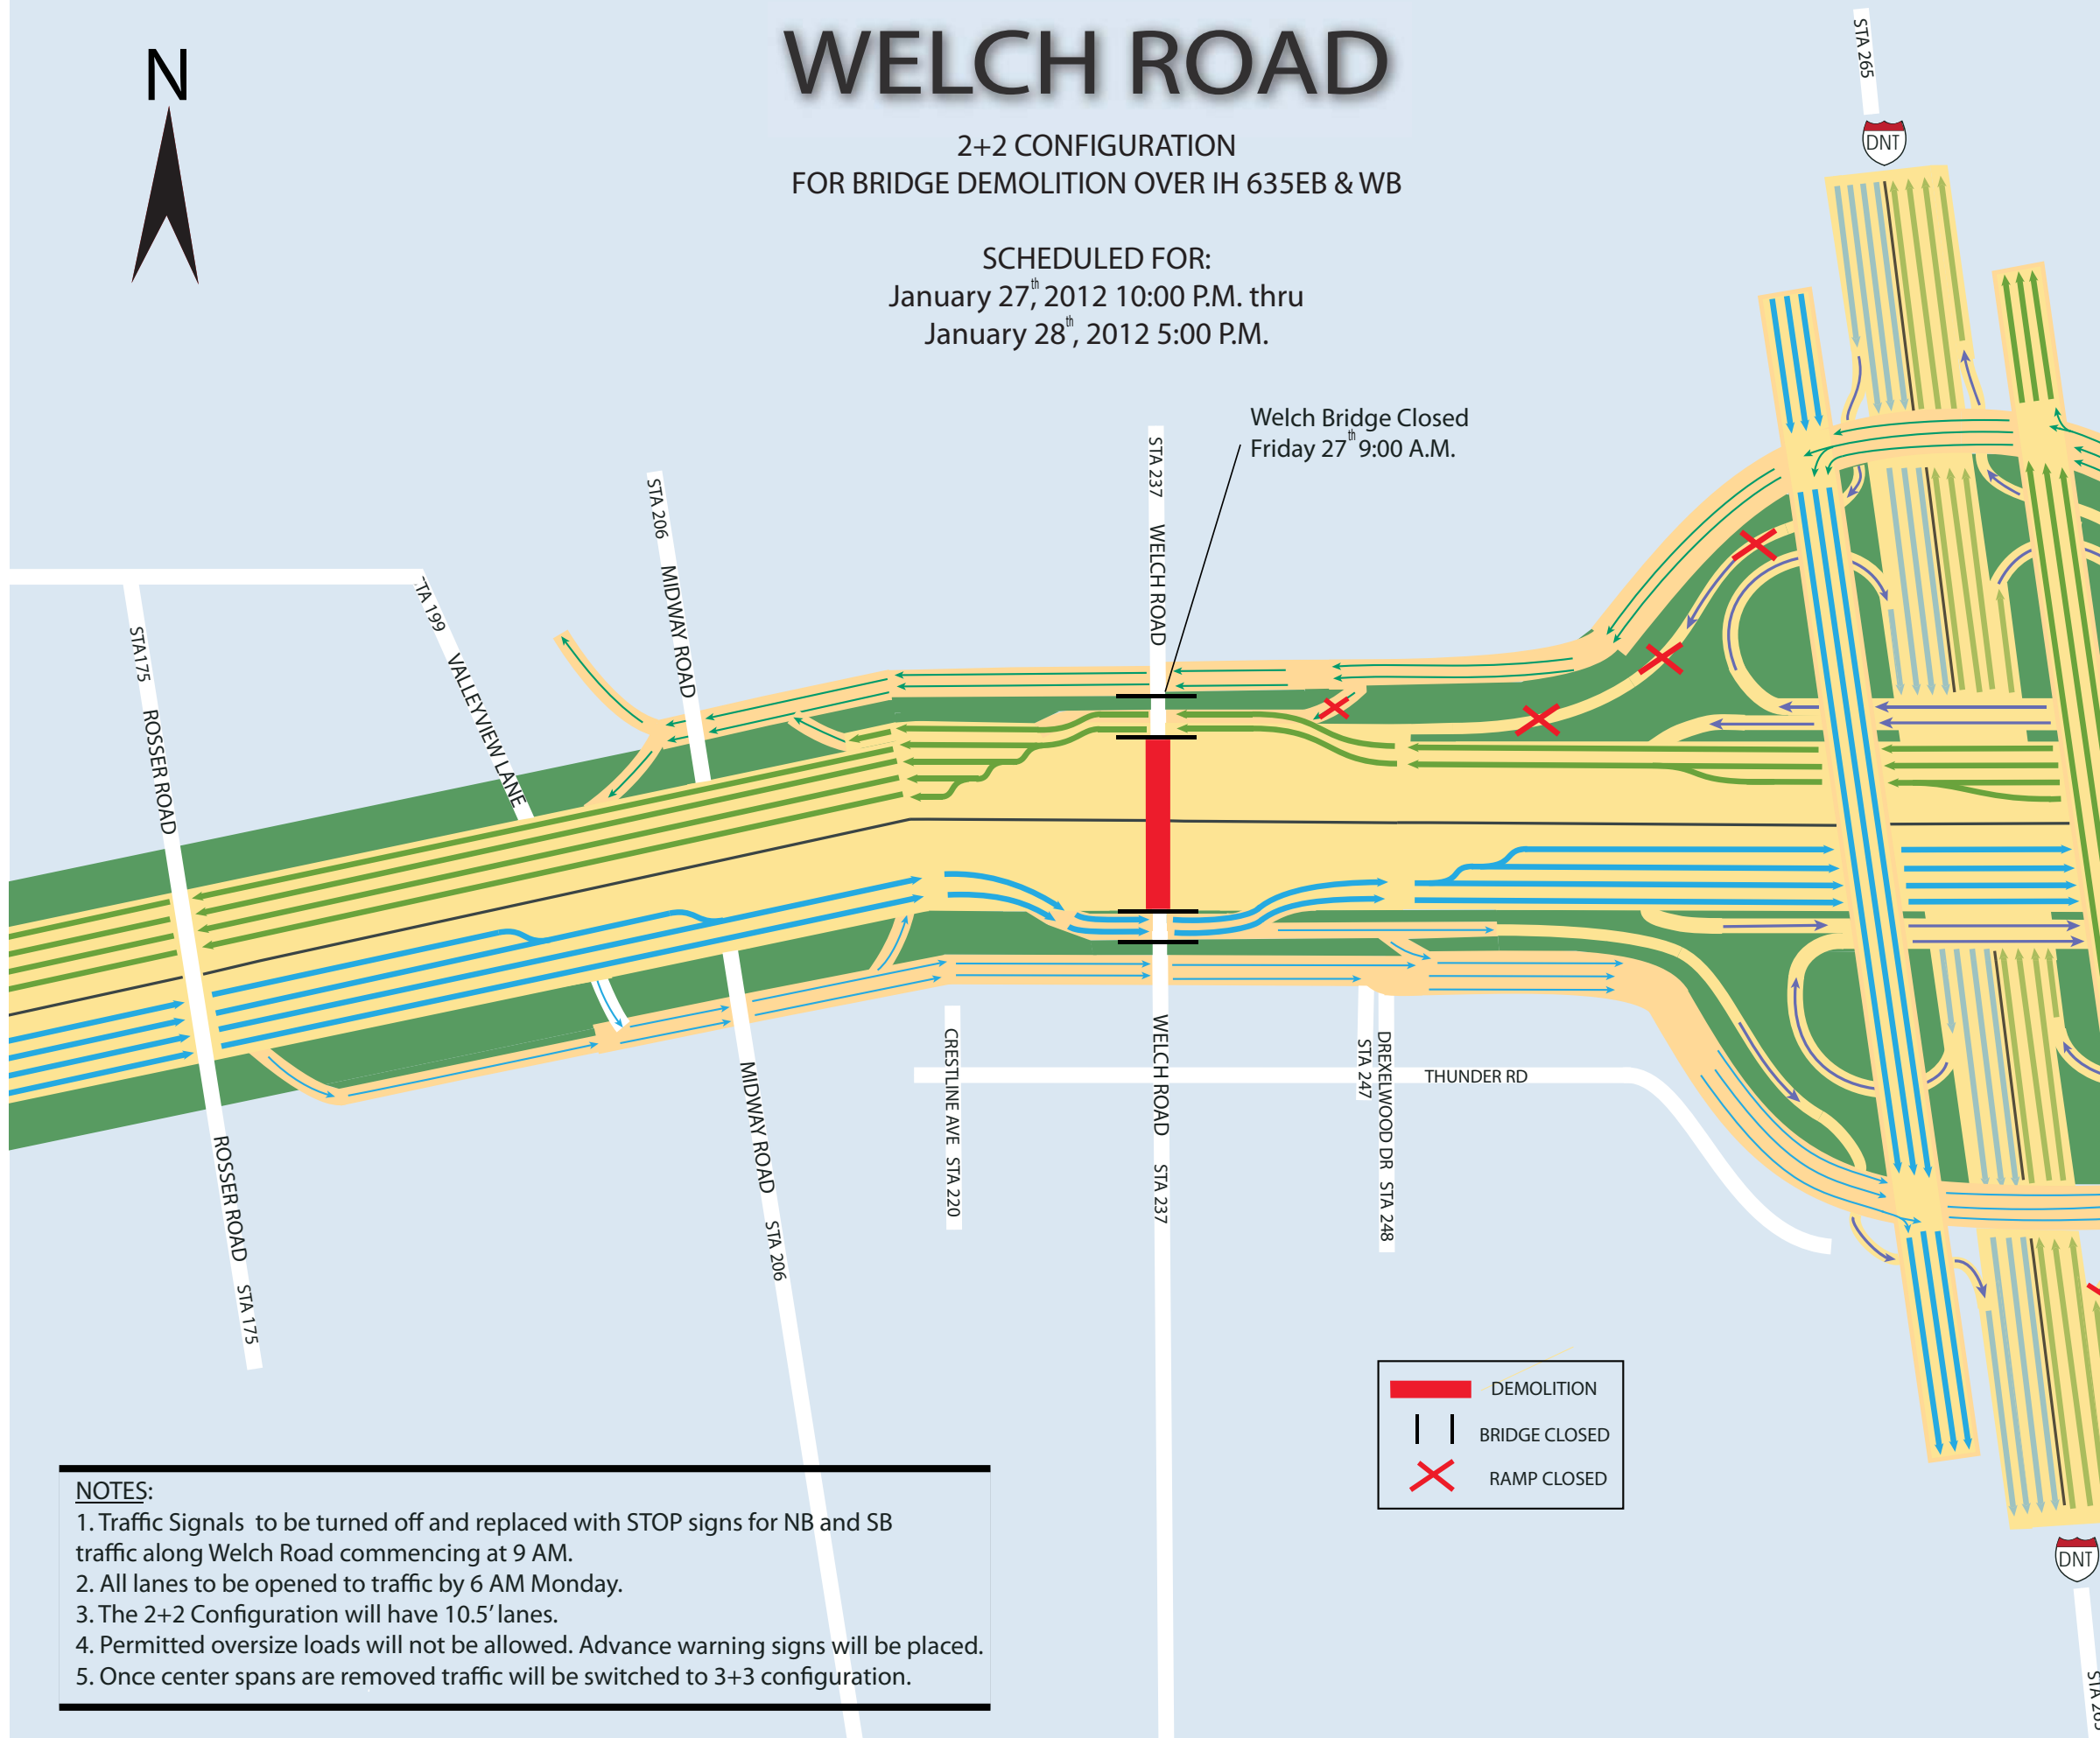 WELCH ROAD
2+2 CONFIGURATION
FOR BRIDGE DEMOLITION OVER IH 635EB & WB
SCHEDULED FOR:
January 27th, 2012 10:00 P.M. thru
January 28th, 2012 5:00 P.M.
N
STA 265
DNT
Welch Bridge Closed
Friday 27th 9:00 A.M.
STA 237 WELCH ROAD
STA 206 MIDWAY ROAD
TA 199 VALLEYVIEW LANE
STA175 ROSSER ROAD
ROSSER ROAD STA 175
MIDWAY ROAD STA 206
CRESTLINE AVE STA 220
WELCH ROAD STA 237
STA 247
DREXELWOOD DR STA 248
THUNDER RD
DEMOLITION
BRIDGE CLOSED
RAMP CLOSED
DNT
STA 265
NOTES:
1. Traffic Signals to be turned off and replaced with STOP signs for NB and SB
traffic along Welch Road commencing at 9 AM.
2. All lanes to be opened to traffic by 6 AM Monday.
3. The 2+2 Configuration will have 10.5' lanes.
4. Permitted oversize loads will not be allowed. Advance warning signs will be placed.
5. Once center spans are removed traffic will be switched to 3+3 configuration.